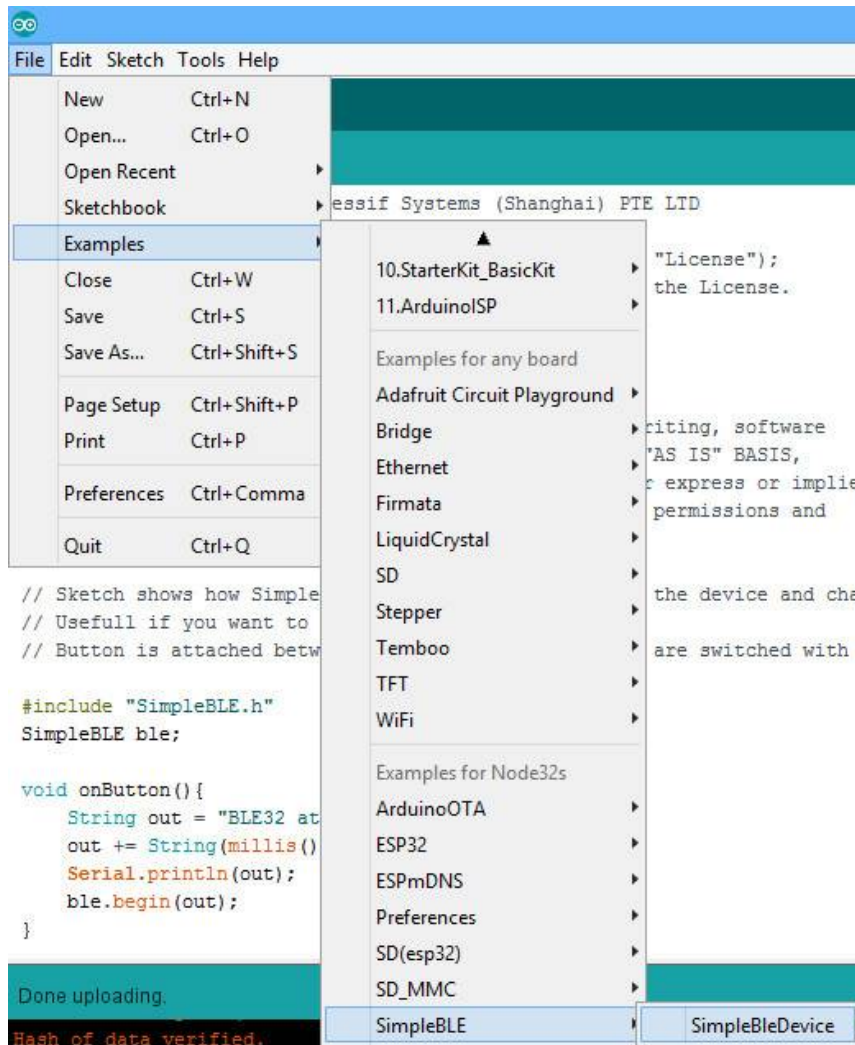 File Edit Sketch Tools Help
New Ctrl+N
Open... Ctrl+O
Open Recent
Sketchbook
Examples
Close Ctrl+W
Save Ctrl+S
Save As... Ctrl+Shift+S
Page Setup Ctrl+Shift+P
Print Ctrl+P
Preferences Ctrl+Comma
Quit Ctrl+Q
10.StarterKit_BasicKit
11.ArduinoISP
Examples for any board
Adafruit Circuit Playground
Bridge
Ethernet
Firmata
LiquidCrystal
SD
Stepper
Temboo
TFT
WiFi
Examples for Node32s
ArduinoOTA
ESP32
ESPmDNS
Preferences
SD(esp32)
SD_MMC
SimpleBLE
SimpleBleDevice
essif Systems (Shanghai) PTE LTD
"License");
the License.
riting, software
"AS IS" BASIS,
r express or implie
permissions and
// Sketch shows how Simple the device and cha
// Usefull if you want to
// Button is attached betw are switched with
#include "SimpleBLE.h"
SimpleBLE ble;
void onButton(){
String out = "BLE32 at
out += String(millis()
Serial.println(out);
ble.begin(out);
}
Done uploading.
Hash of data verified.